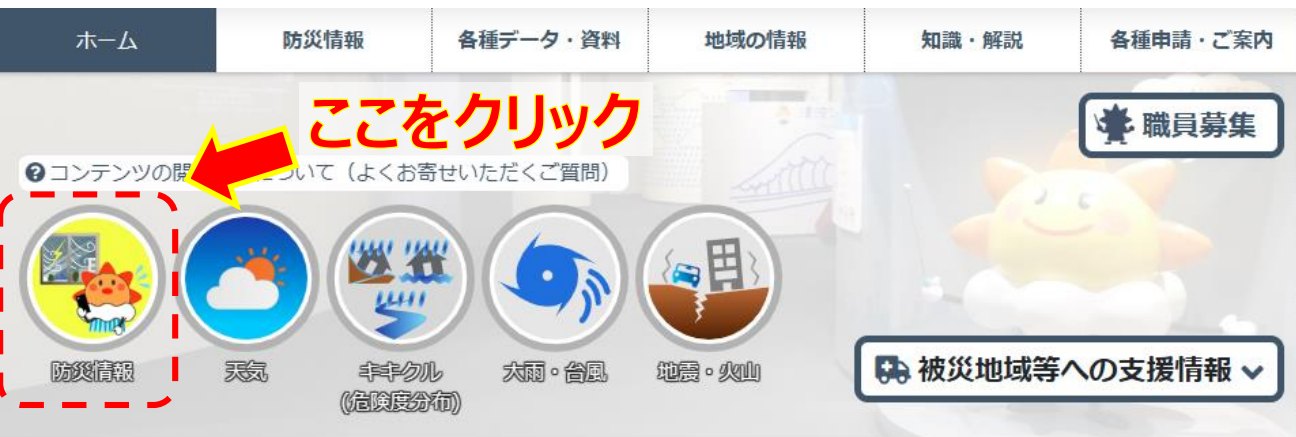 ホーム
防災情報
各種データ・資料
地域の情報
知識・解説
各種申請・ご案内
ここをクリック
職員募集
コンテンツの開 ついて（よくお寄せいただくご質問）
防災情報
天気
キキクル
(危険度分布)
大雨・台風
地震・火山
被災地域等への支援情報